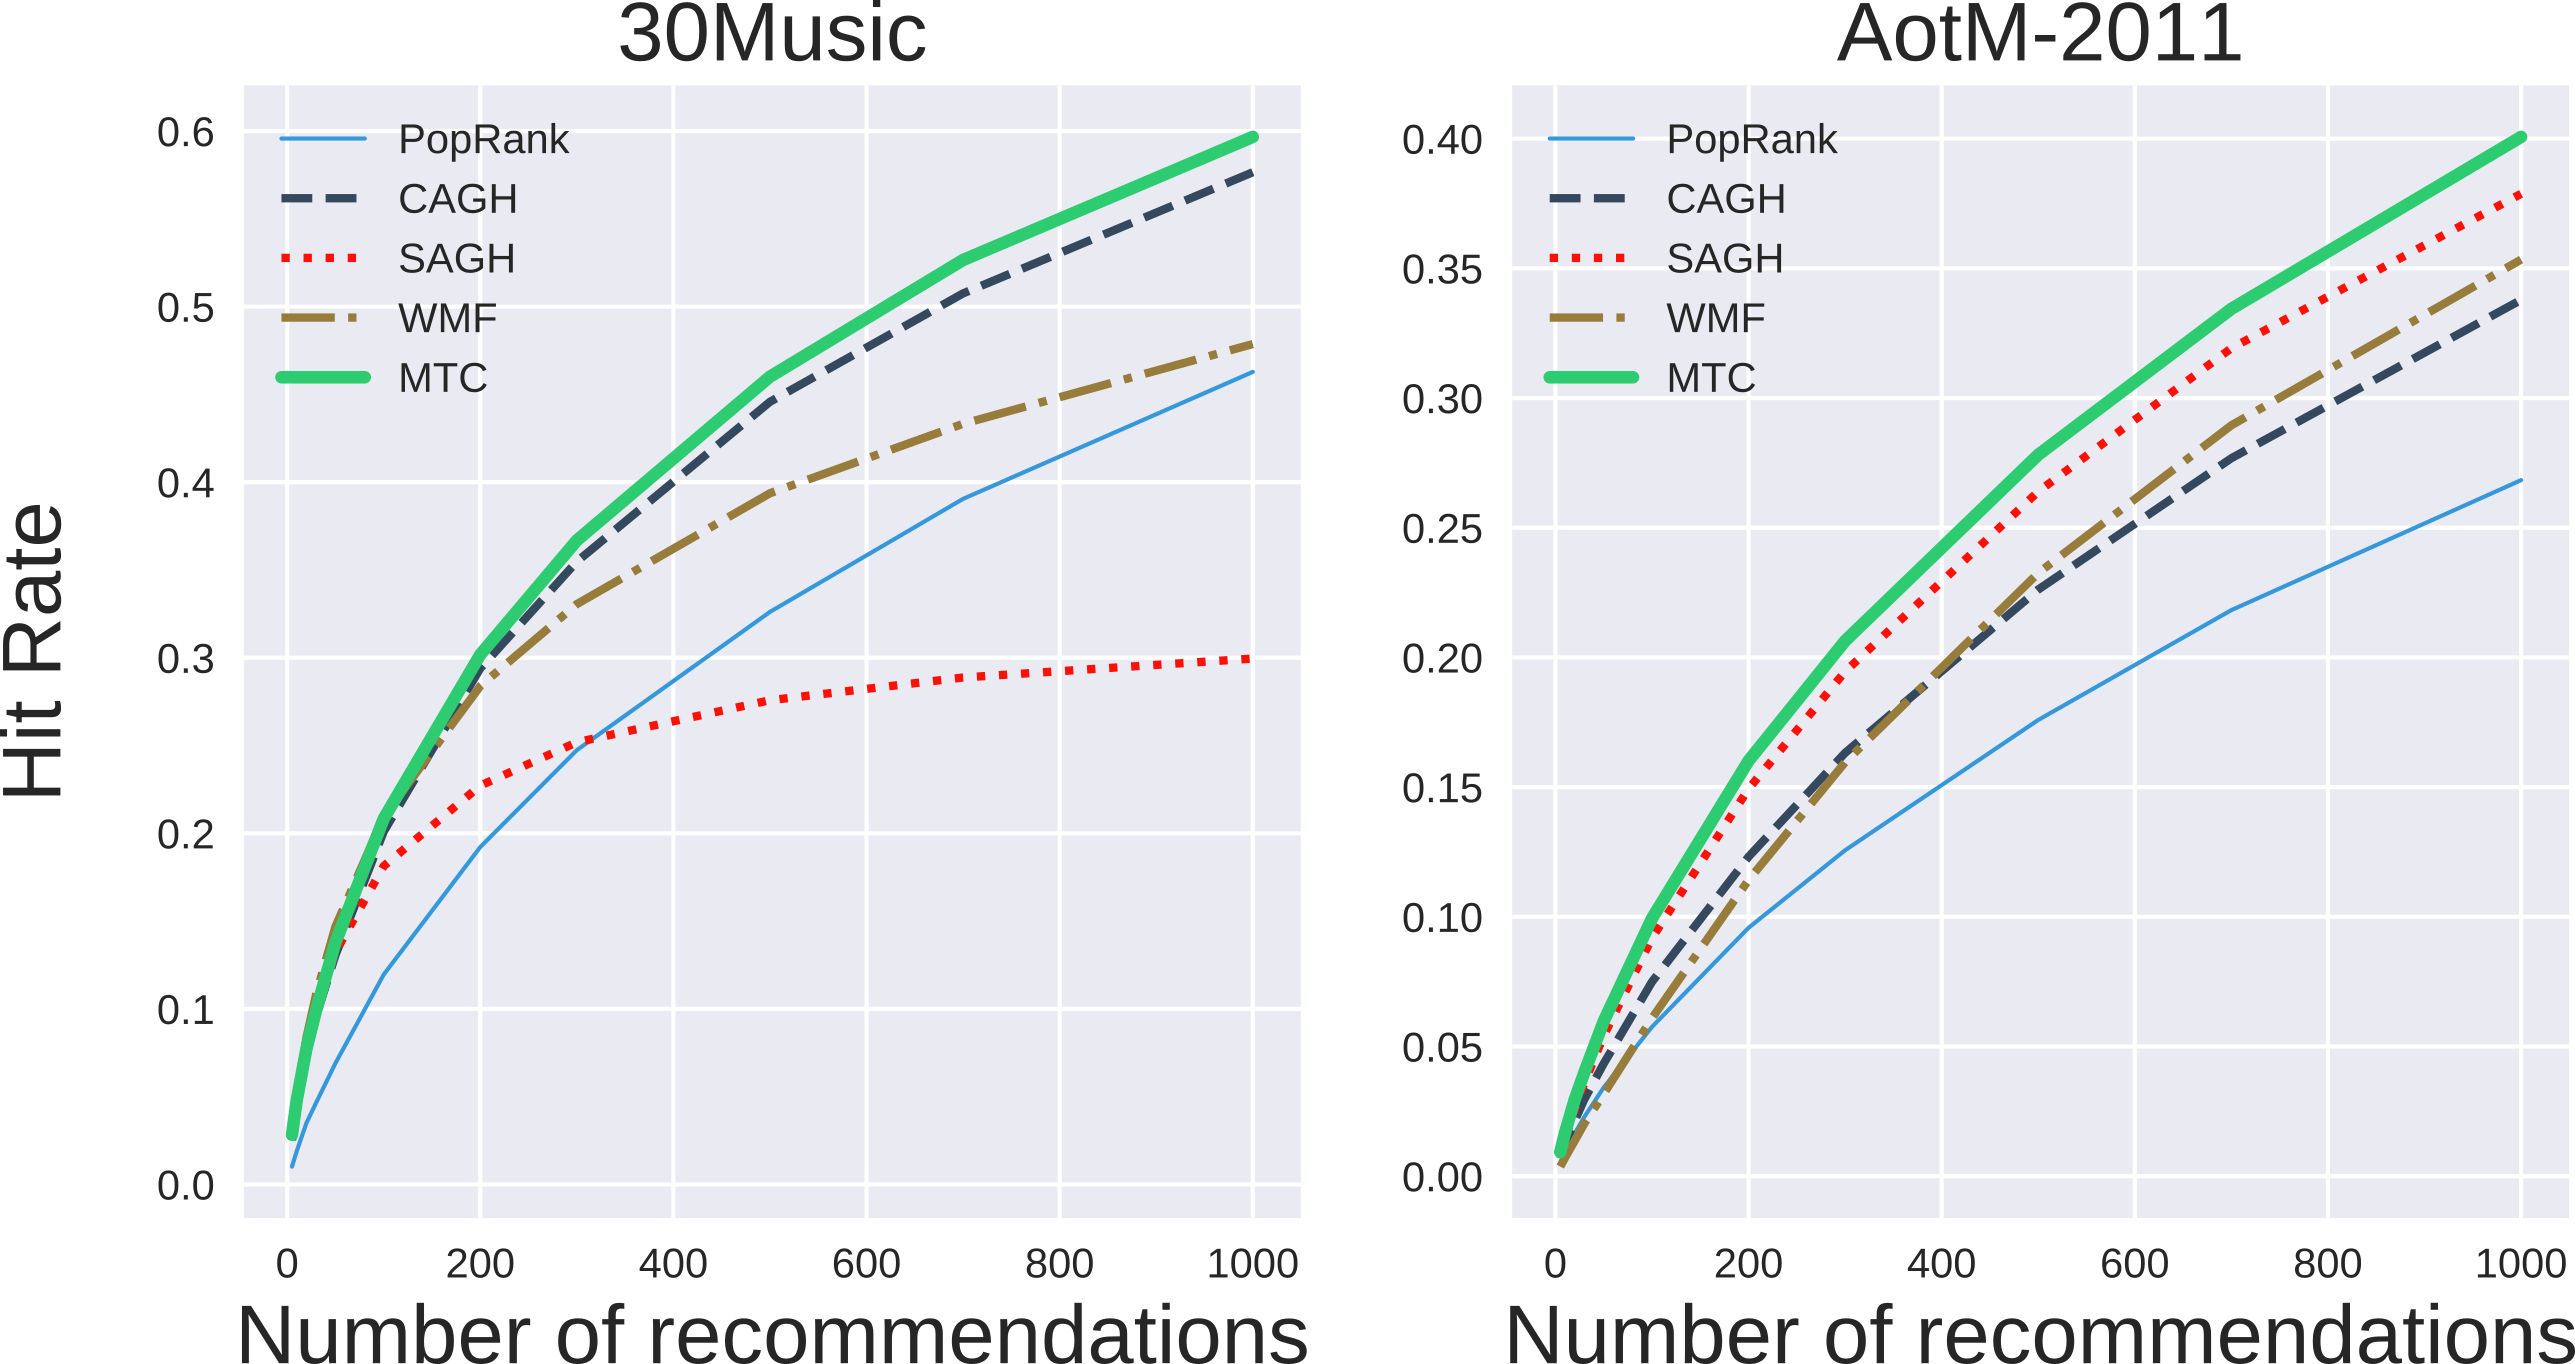 30Music
Hit Rate
0.6
0.5
0.4
0.3
0.2
0.1
0.0
PopRank
CAGH
SAGH
WMF
MTC
0 200 400 600 800 1000
Number of recommendations
AotM-2011
0.40
0.35
0.30
0.25
0.20
0.15
0.10
0.05
0.00
PopRank
CAGH
SAGH
WMF
MTC
0 200 400 600 800 1000
Number of recommendations